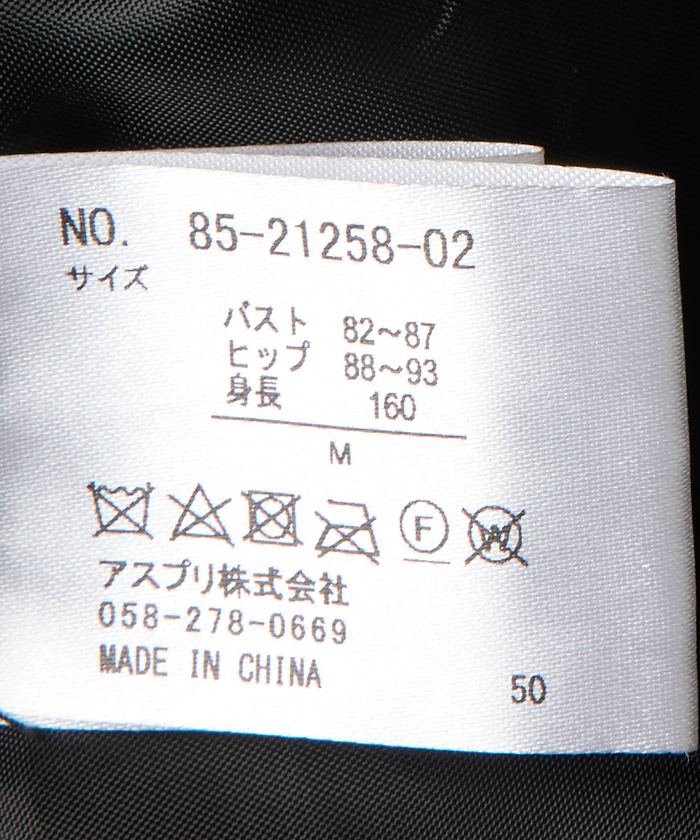 NO. 85-21258-02
サイズ
バスト 82~87
ヒップ 88~93
身長 160
M
F W
アスプリ株式会社
058-278-0669
MADE IN CHINA
50